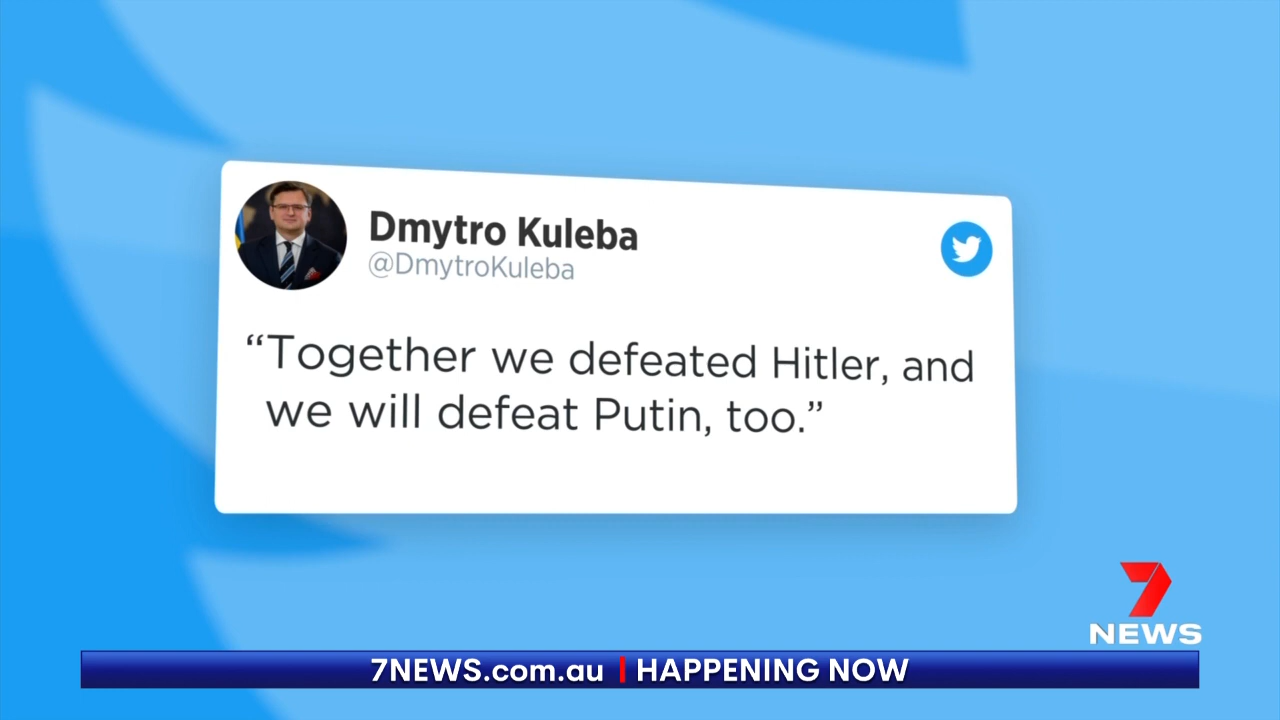 Dmytro Kuleba
@DmytroKuleba
“Together we defeated Hitler, and
we will defeat Putin, too.”
7
NEWS
7NEWS.com.au | HAPPENING NOW